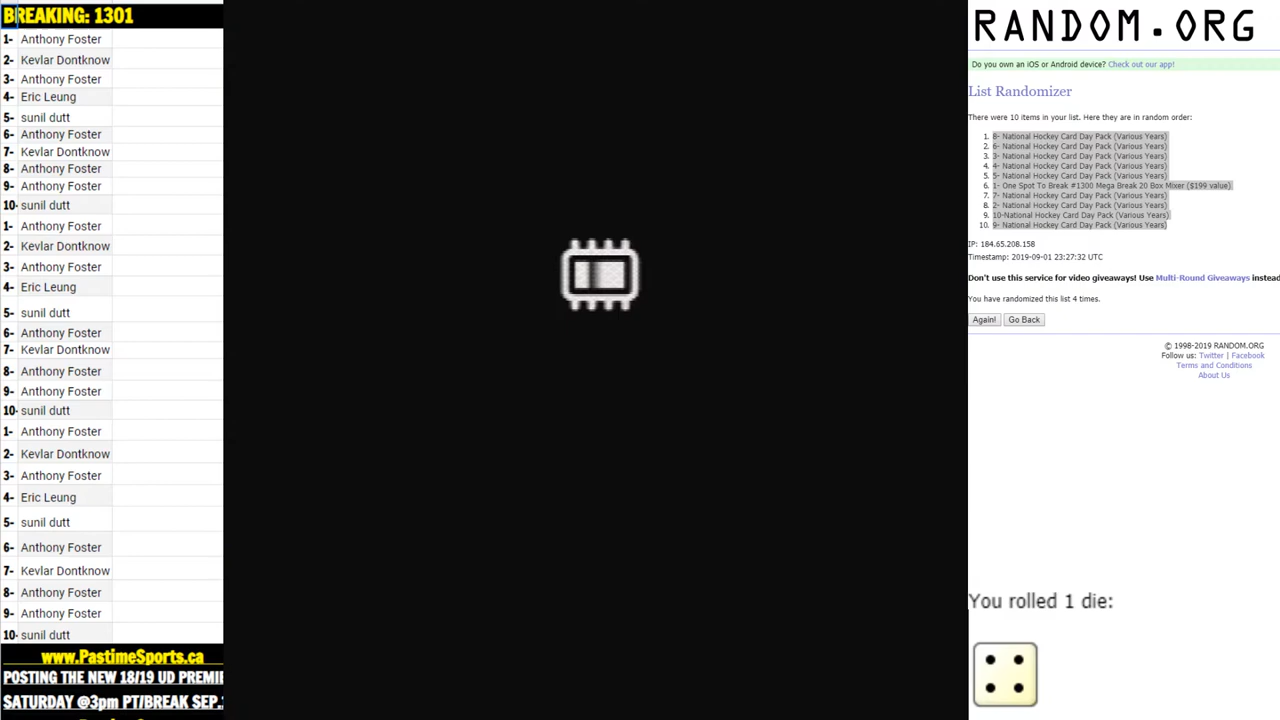 BREAKING: 1301
1- Anthony Foster
2- Kevlar Dontknow
3- Anthony Foster
4- Eric Leung
5- sunil dutt
6- Anthony Foster
7- Kevlar Dontknow
8- Anthony Foster
9- Anthony Foster
10- sunil dutt
1- Anthony Foster
2- Kevlar Dontknow
3- Anthony Foster
4- Eric Leung
5- sunil dutt
6- Anthony Foster
7- Kevlar Dontknow
8- Anthony Foster
9- Anthony Foster
10- sunil dutt
1- Anthony Foster
2- Kevlar Dontknow
3- Anthony Foster
4- Eric Leung
5- sunil dutt
6- Anthony Foster
7- Kevlar Dontknow
8- Anthony Foster
9- Anthony Foster
10- sunil dutt
www.PastimeSports.ca
POSTING THE NEW 18/19 UD PREMIE
SATURDAY @3pm PT/BREAK SEP.
RANDOM.ORG
Do you own an iOS or Android device? Check out our app!
List Randomizer
There were 10 items in your list. Here they are in random order:
1. 8- National Hockey Card Day Pack (Various Years)
2. 6- National Hockey Card Day Pack (Various Years)
3. 3- National Hockey Card Day Pack (Various Years)
4. 4- National Hockey Card Day Pack (Various Years)
5. 5- National Hockey Card Day Pack (Various Years)
6. 1- One Spot To Break #1300 Mega Break 20 Box Mixer ($199 value)
7. 7- National Hockey Card Day Pack (Various Years)
8. 2- National Hockey Card Day Pack (Various Years)
9. 10-National Hockey Card Day Pack (Various Years)
10. 9- National Hockey Card Day Pack (Various Years)
IP: 184.65.208.158
Timestamp: 2019-09-01 23:27:32 UTC
Don't use this service for video giveaways! Use Multi-Round Giveaways instead
You have randomized this list 4 times.
Again! Go Back
© 1998-2019 RANDOM.ORG
Follow us: Twitter | Facebook
Terms and Conditions
About Us
You rolled 1 die: